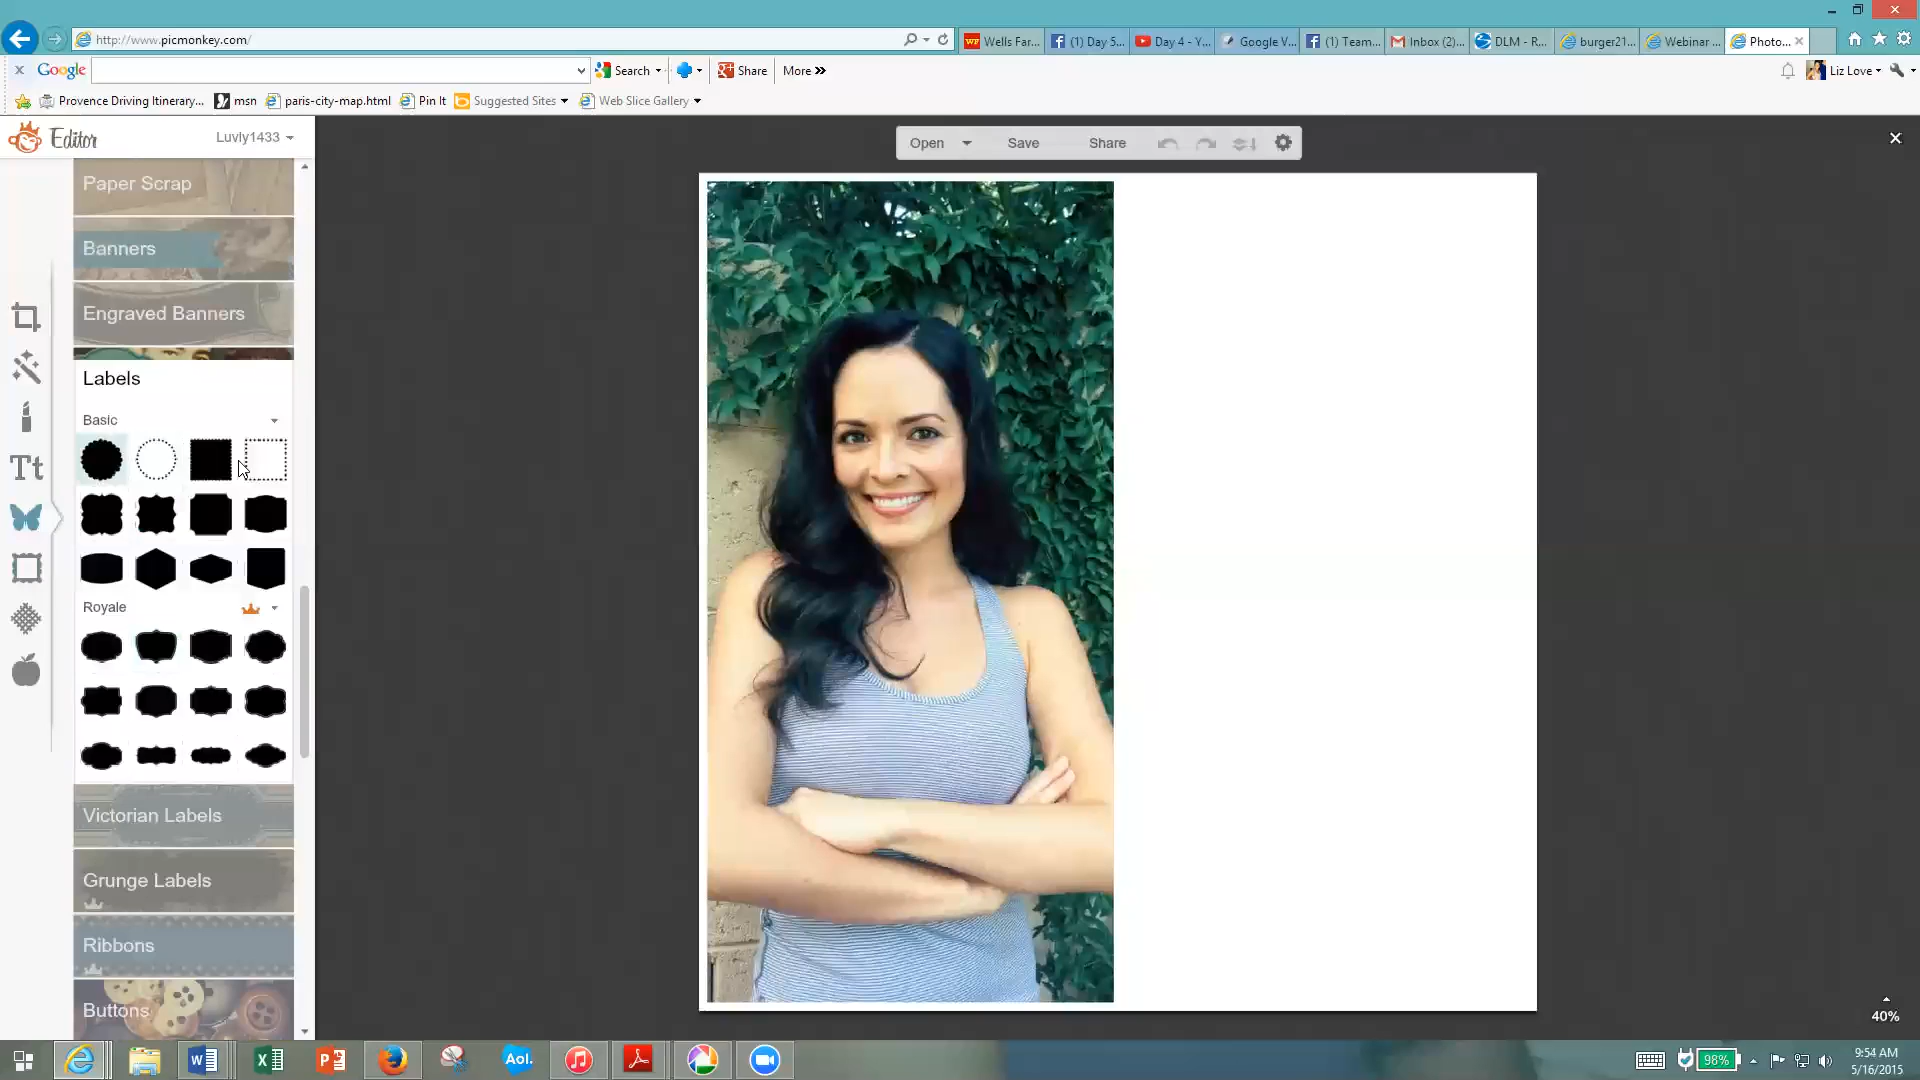 http://www.picmonkey.com/
WF Wells Far...
(1) Day 5...
Day 4 - Y...
Google V...
(1) Team...
Inbox (2)...
DLM - R...
burger21...
Webinar ...
Photo...
x Google
Search
Share
More »
Liz Love
Provence Driving Itinerary...
msn
paris-city-map.html
Pin It
Suggested Sites
Web Slice Gallery
Editor
Luvly1433
Open
Save
Share
Paper Scrap
Banners
Engraved Banners
Labels
Basic
Tt
Royale
Victorian Labels
Grunge Labels
Ribbons
Buttons
40%
Aol.
98%
9:54 AM
5/16/2015